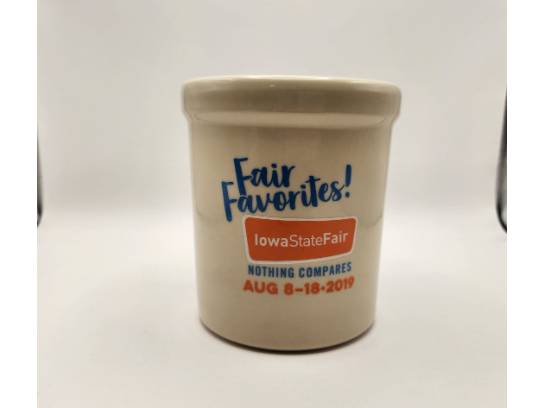 Fair
Favorites!
IowaStateFair
NOTHING COMPARES
AUG 8-18•2019